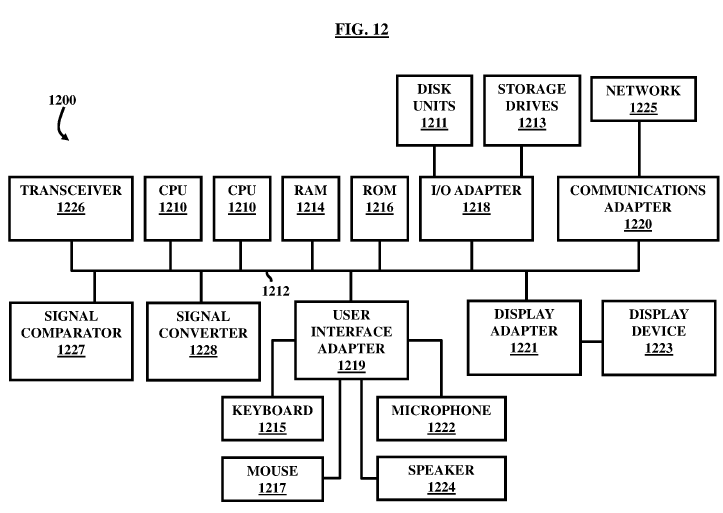 FIG. 12
1200
DISK
UNITS
1211
STORAGE
DRIVES
1213
NETWORK
1225
TRANSCEIVER
1226
CPU
1210
CPU
1210
RAM
1214
ROM
1216
I/O ADAPTER
1218
COMMUNICATIONS
ADAPTER
1220
1212
SIGNAL
COMPARATOR
1227
SIGNAL
CONVERTER
1228
USER
INTERFACE
ADAPTER
1219
DISPLAY
ADAPTER
1221
DISPLAY
DEVICE
1223
KEYBOARD
1215
MICROPHONE
1222
MOUSE
1217
SPEAKER
1224